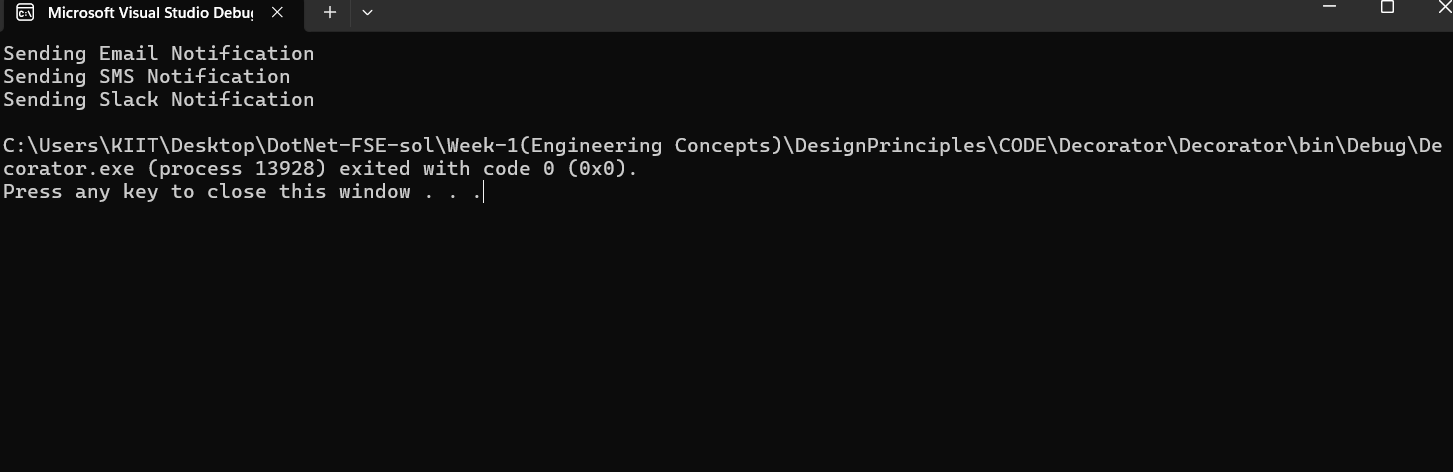 Microsoft Visual Studio Debu
Sending Email Notification
Sending SMS Notification
Sending Slack Notification
C:\Users\KIIT\Desktop\DotNet-FSE-sol\Week-1(Engineering Concepts)\DesignPrinciples\CODE\Decorator\Decorator\bin\Debug\De
corator.exe (process 13928) exited with code 0 (0x0).
Press any key to close this window . . .